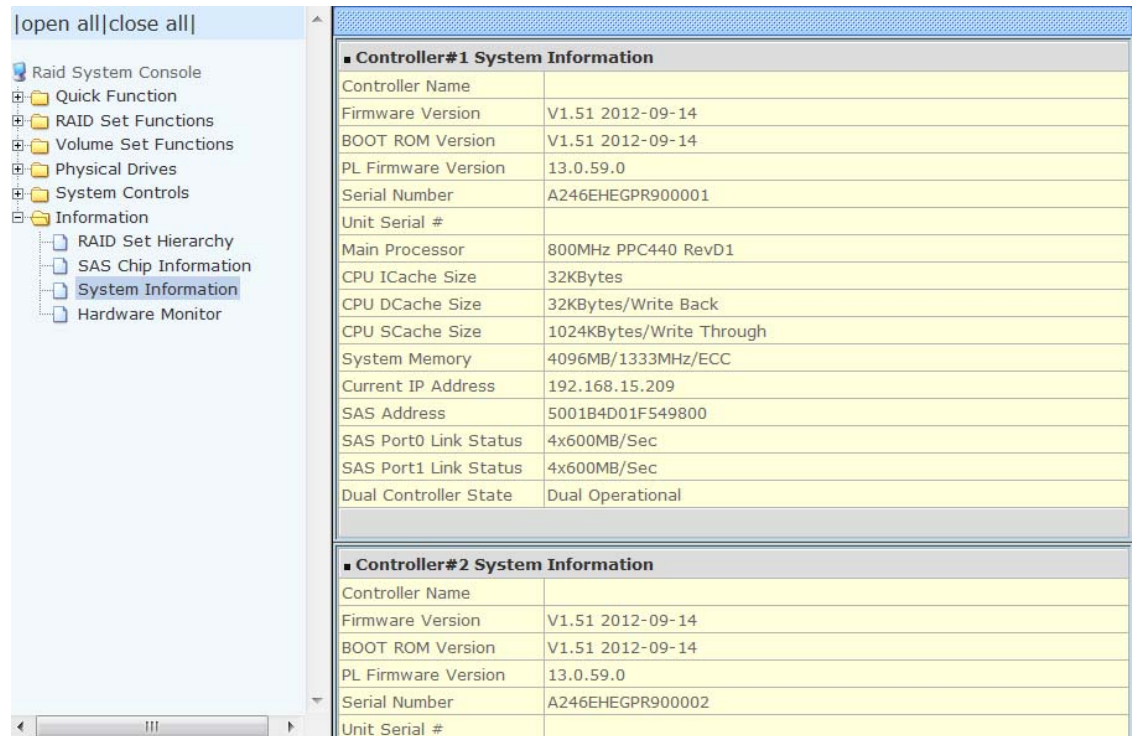 |open all|close all|
Raid System Console
Quick Function
RAID Set Functions
Volume Set Functions
Physical Drives
System Controls
Information
RAID Set Hierarchy
SAS Chip Information
System Information
Hardware Monitor
Controller#1 System Information
Controller Name
Firmware Version V1.51 2012-09-14
BOOT ROM Version V1.51 2012-09-14
PL Firmware Version 13.0.59.0
Serial Number A246EHEGPR900001
Unit Serial #
Main Processor 800MHz PPC440 RevD1
CPU ICache Size 32KBytes
CPU DCache Size 32KBytes/Write Back
CPU SCache Size 1024KBytes/Write Through
System Memory 4096MB/1333MHz/ECC
Current IP Address 192.168.15.209
SAS Address 5001B4D01F549800
SAS Port0 Link Status 4x600MB/Sec
SAS Port1 Link Status 4x600MB/Sec
Dual Controller State Dual Operational
Controller#2 System Information
Controller Name
Firmware Version V1.51 2012-09-14
BOOT ROM Version V1.51 2012-09-14
PL Firmware Version 13.0.59.0
Serial Number A246EHEGPR900002
Unit Serial #